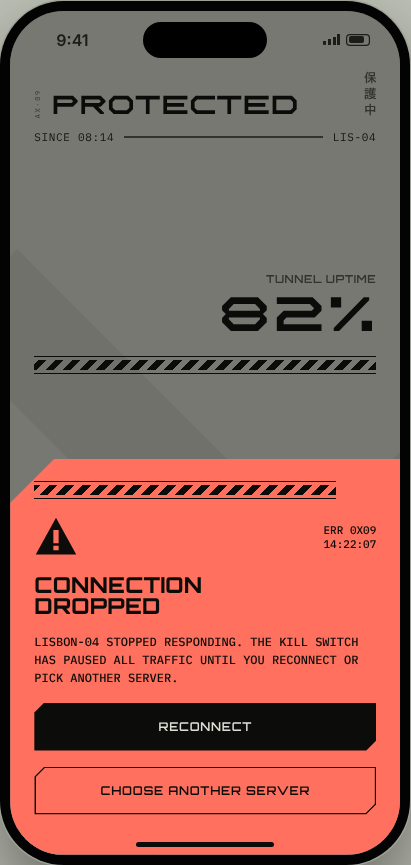 9:41
AX-09
PROTECTED
保護中
SINCE 08:14
LIS-04
TUNNEL UPTIME
82%
ERR 0X09
14:22:07
CONNECTION
DROPPED
LISBON-04 STOPPED RESPONDING. THE KILL SWITCH
HAS PAUSED ALL TRAFFIC UNTIL YOU RECONNECT OR
PICK ANOTHER SERVER.
RECONNECT
CHOOSE ANOTHER SERVER